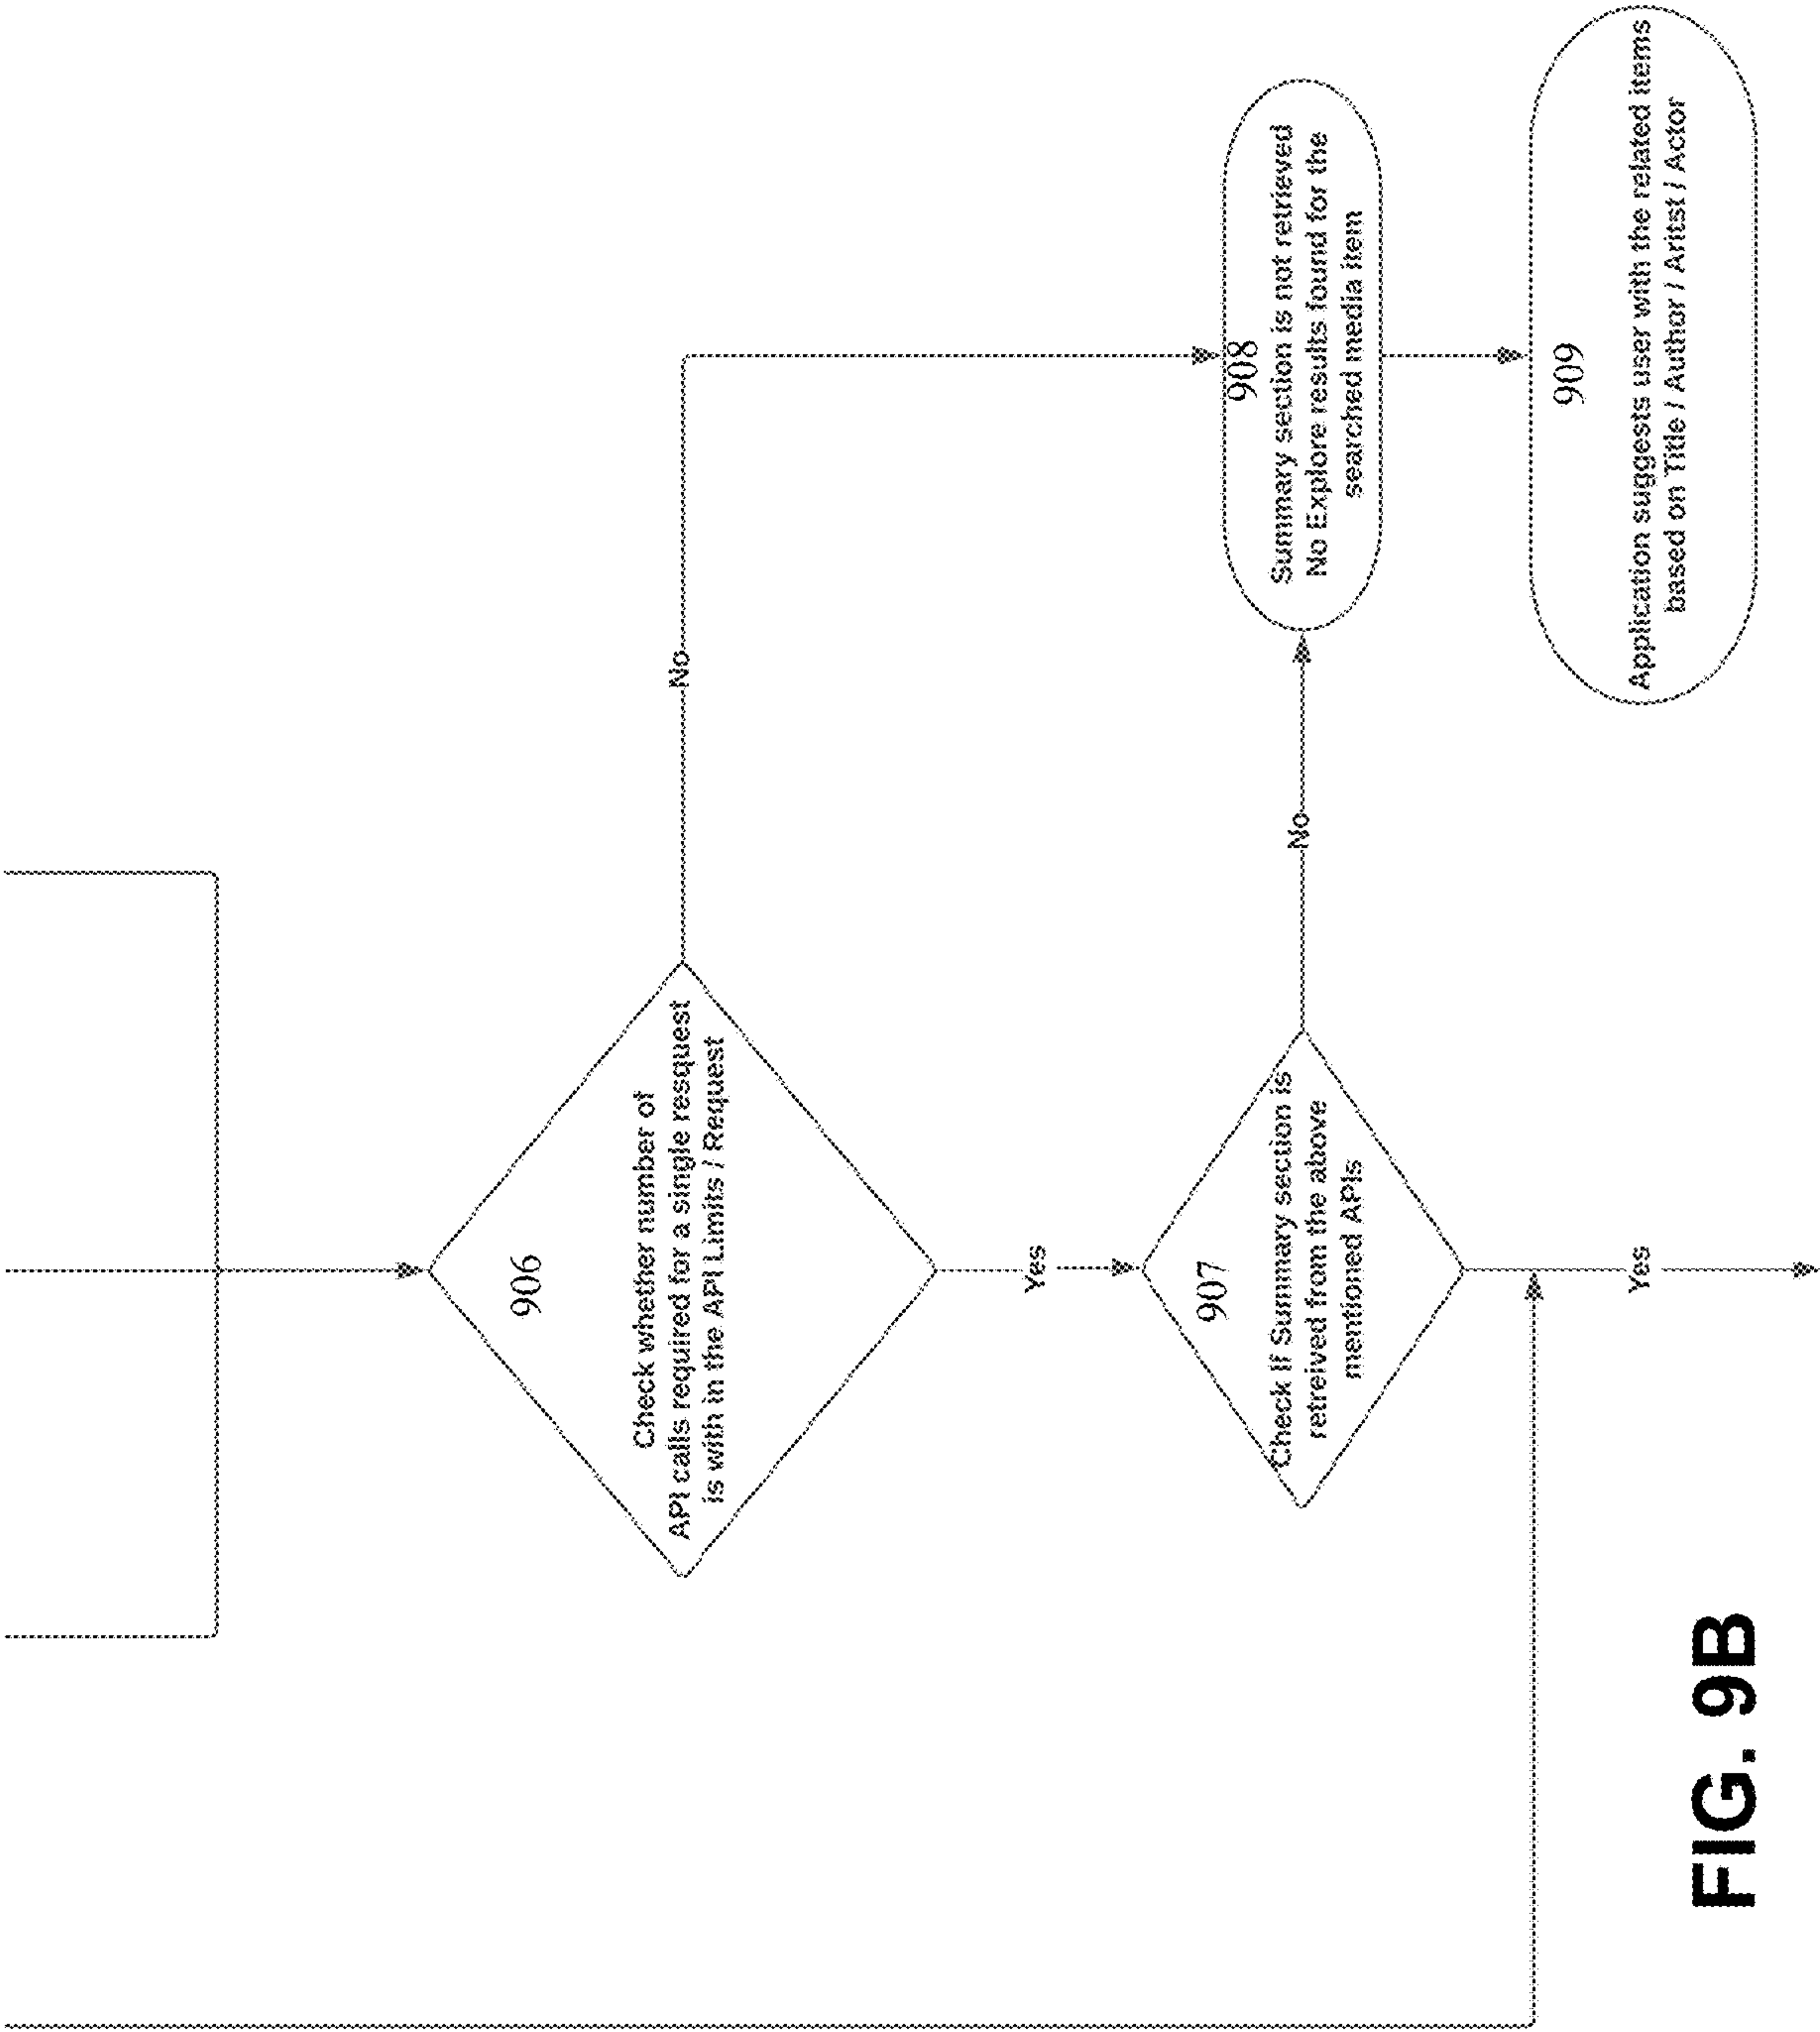 906
Check whether number of
API calls required for a single resquest
is with in the API Limits / Request
No
Yes
907
Check if Summary section is
retreived from the above
mentioned APIs
No
Yes
908
Summary section is not retrieved
No Explore results found for the
searched media item
909
Application suggests user with the related items
based on Title / Author / Aritst / Actor
FIG. 9B